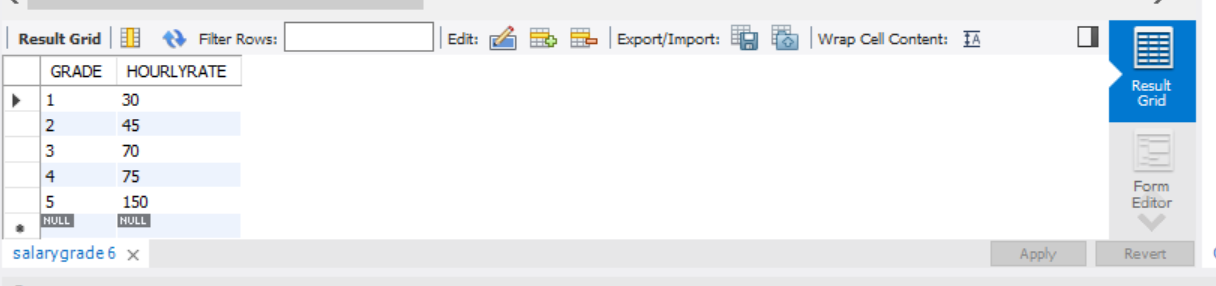 Result Grid Filter Rows: Edit: Export/Import: Wrap Cell Content: IA
GRADE HOURLYRATE
1 30
2 45
3 70
4 75
5 150
NULL NULL
Result
Grid
Form
Editor
salarygrade 6 Apply Revert